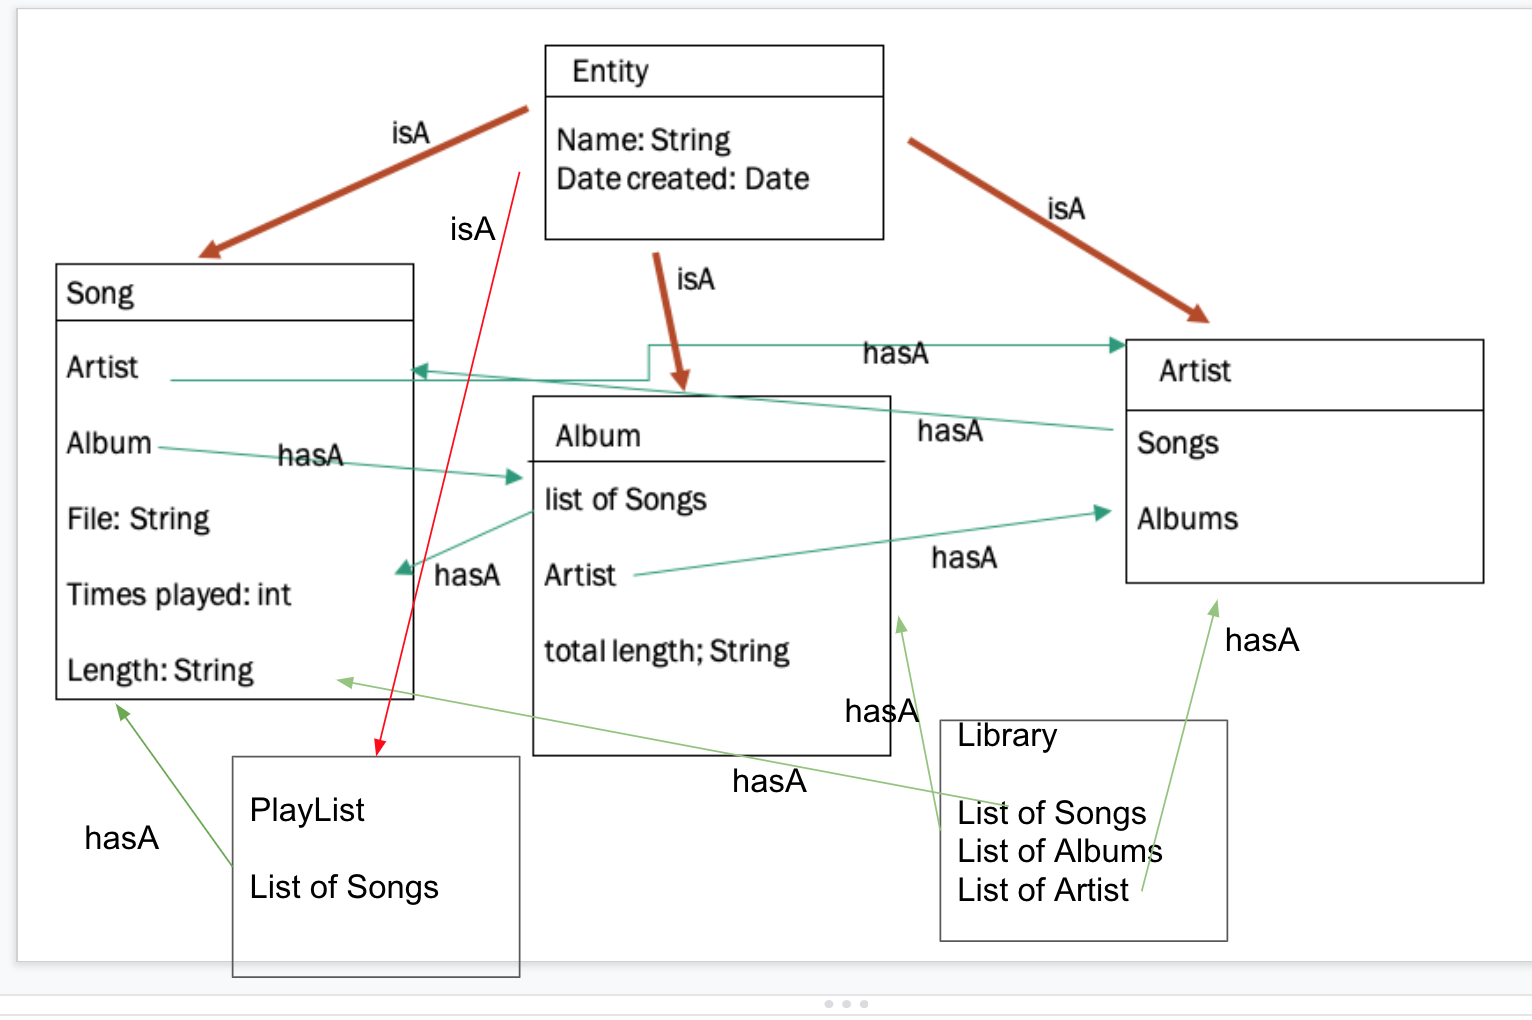 Entity
Name: String
Date created: Date
isA
isA
isA
isA
Song
Artist
Album
File: String
Times played: int
Length: String
hasA
hasA
Album
list of Songs
Artist
total length; String
hasA
hasA
hasA
Artist
Songs
Albums
hasA
hasA
hasA
hasA
PlayList
List of Songs
Library
List of Songs
List of Albums
List of Artist